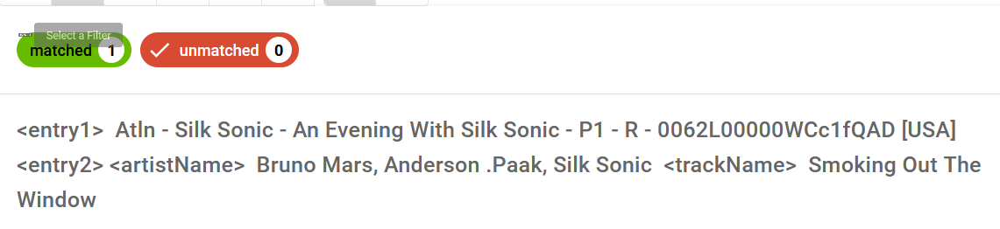 Select a Filter
matched 1 unmatched 0
<entry1> Atln - Silk Sonic - An Evening With Silk Sonic - P1 - R - 0062L00000WCc1fQAD [USA]
<entry2> <artistName> Bruno Mars, Anderson .Paak, Silk Sonic <trackName> Smoking Out The
Window